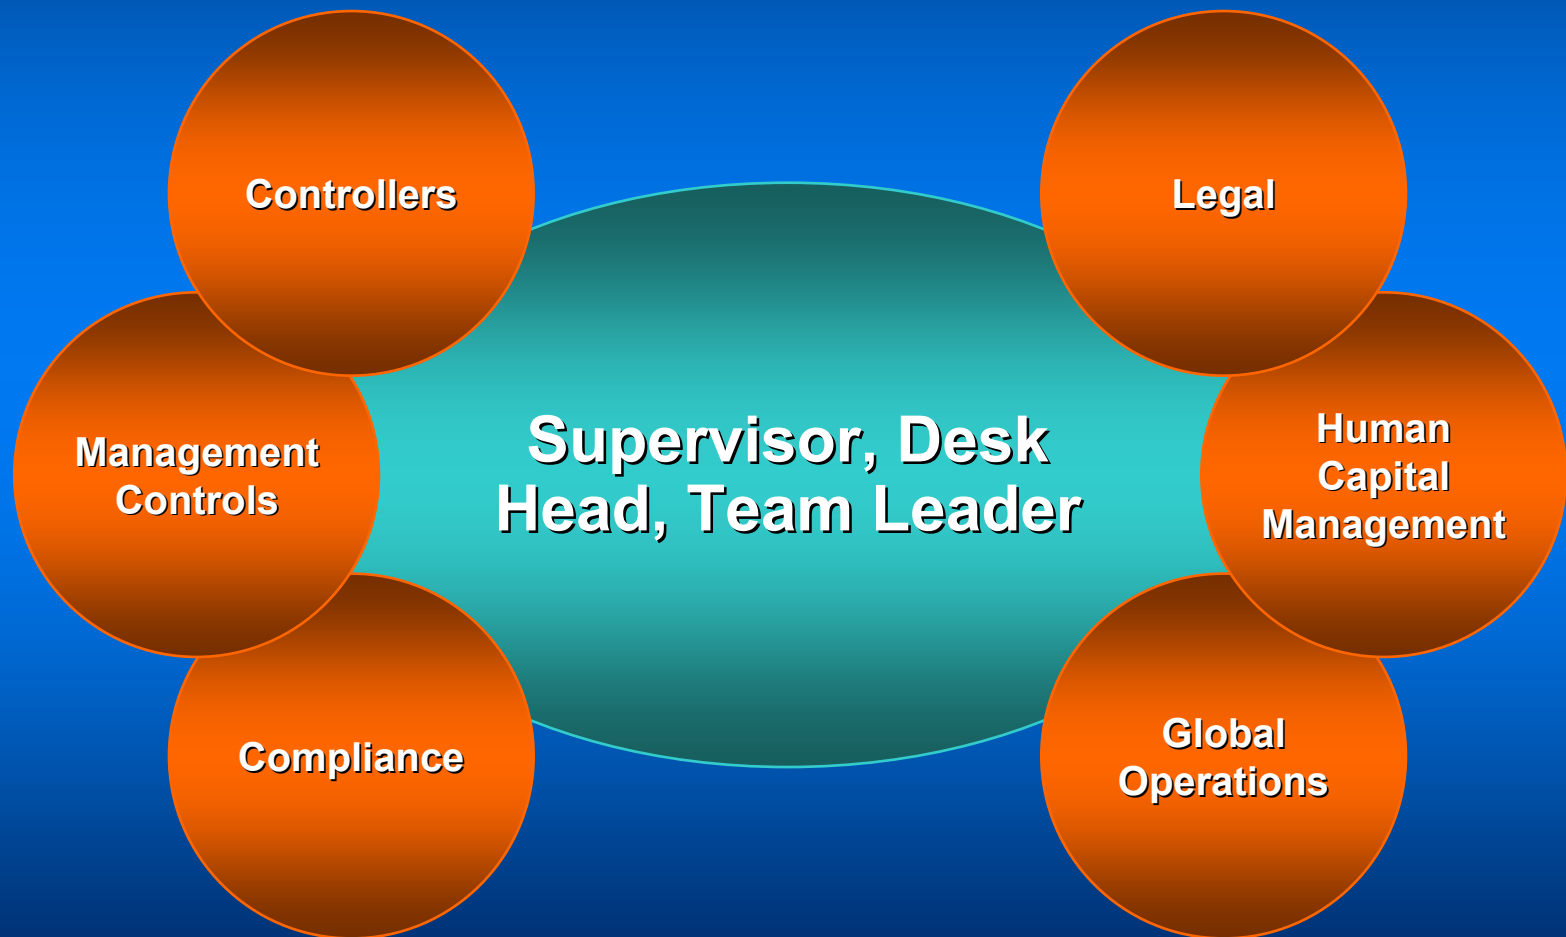 Controllers
Legal
Management
Controls
Supervisor, Desk
Head, Team Leader
Human
Capital
Management
Compliance
Global
Operations